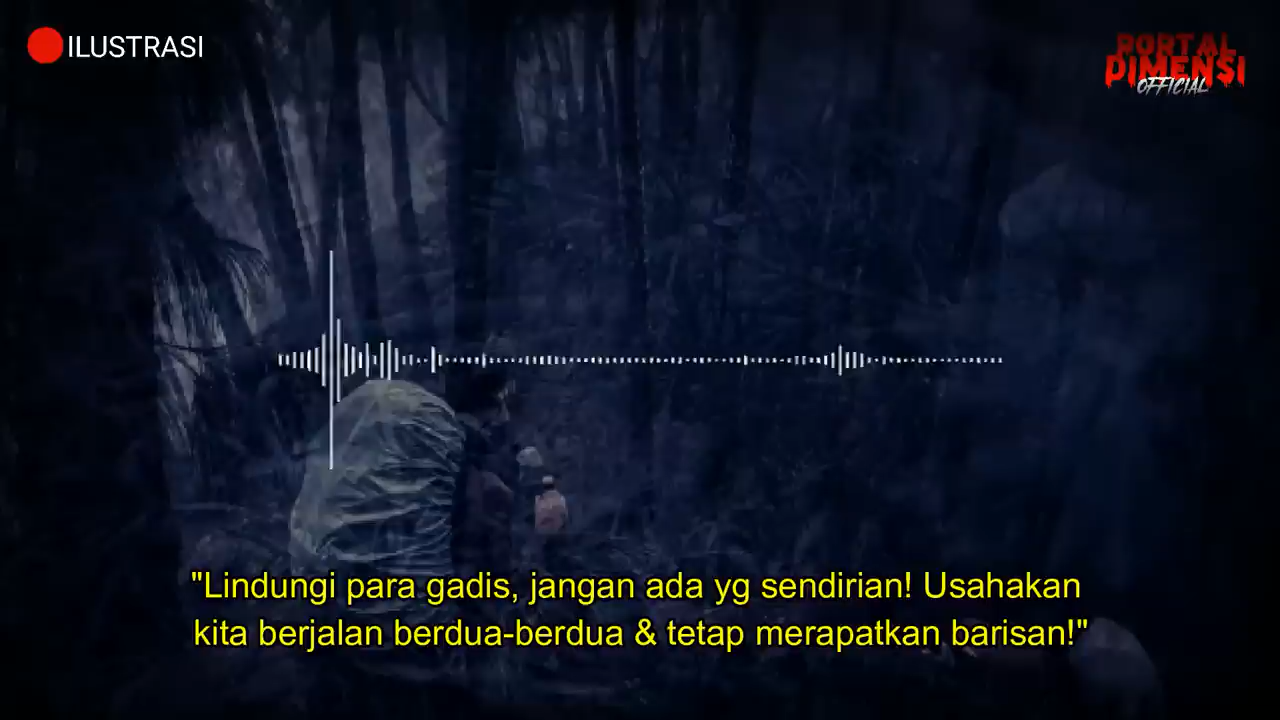 ILUSTRASI
PORTAL
DIMENSI
OFFICIAL
"Lindungi para gadis, jangan ada yg sendirian! Usahakan
kita berjalan berdua-berdua & tetap merapatkan barisan!"